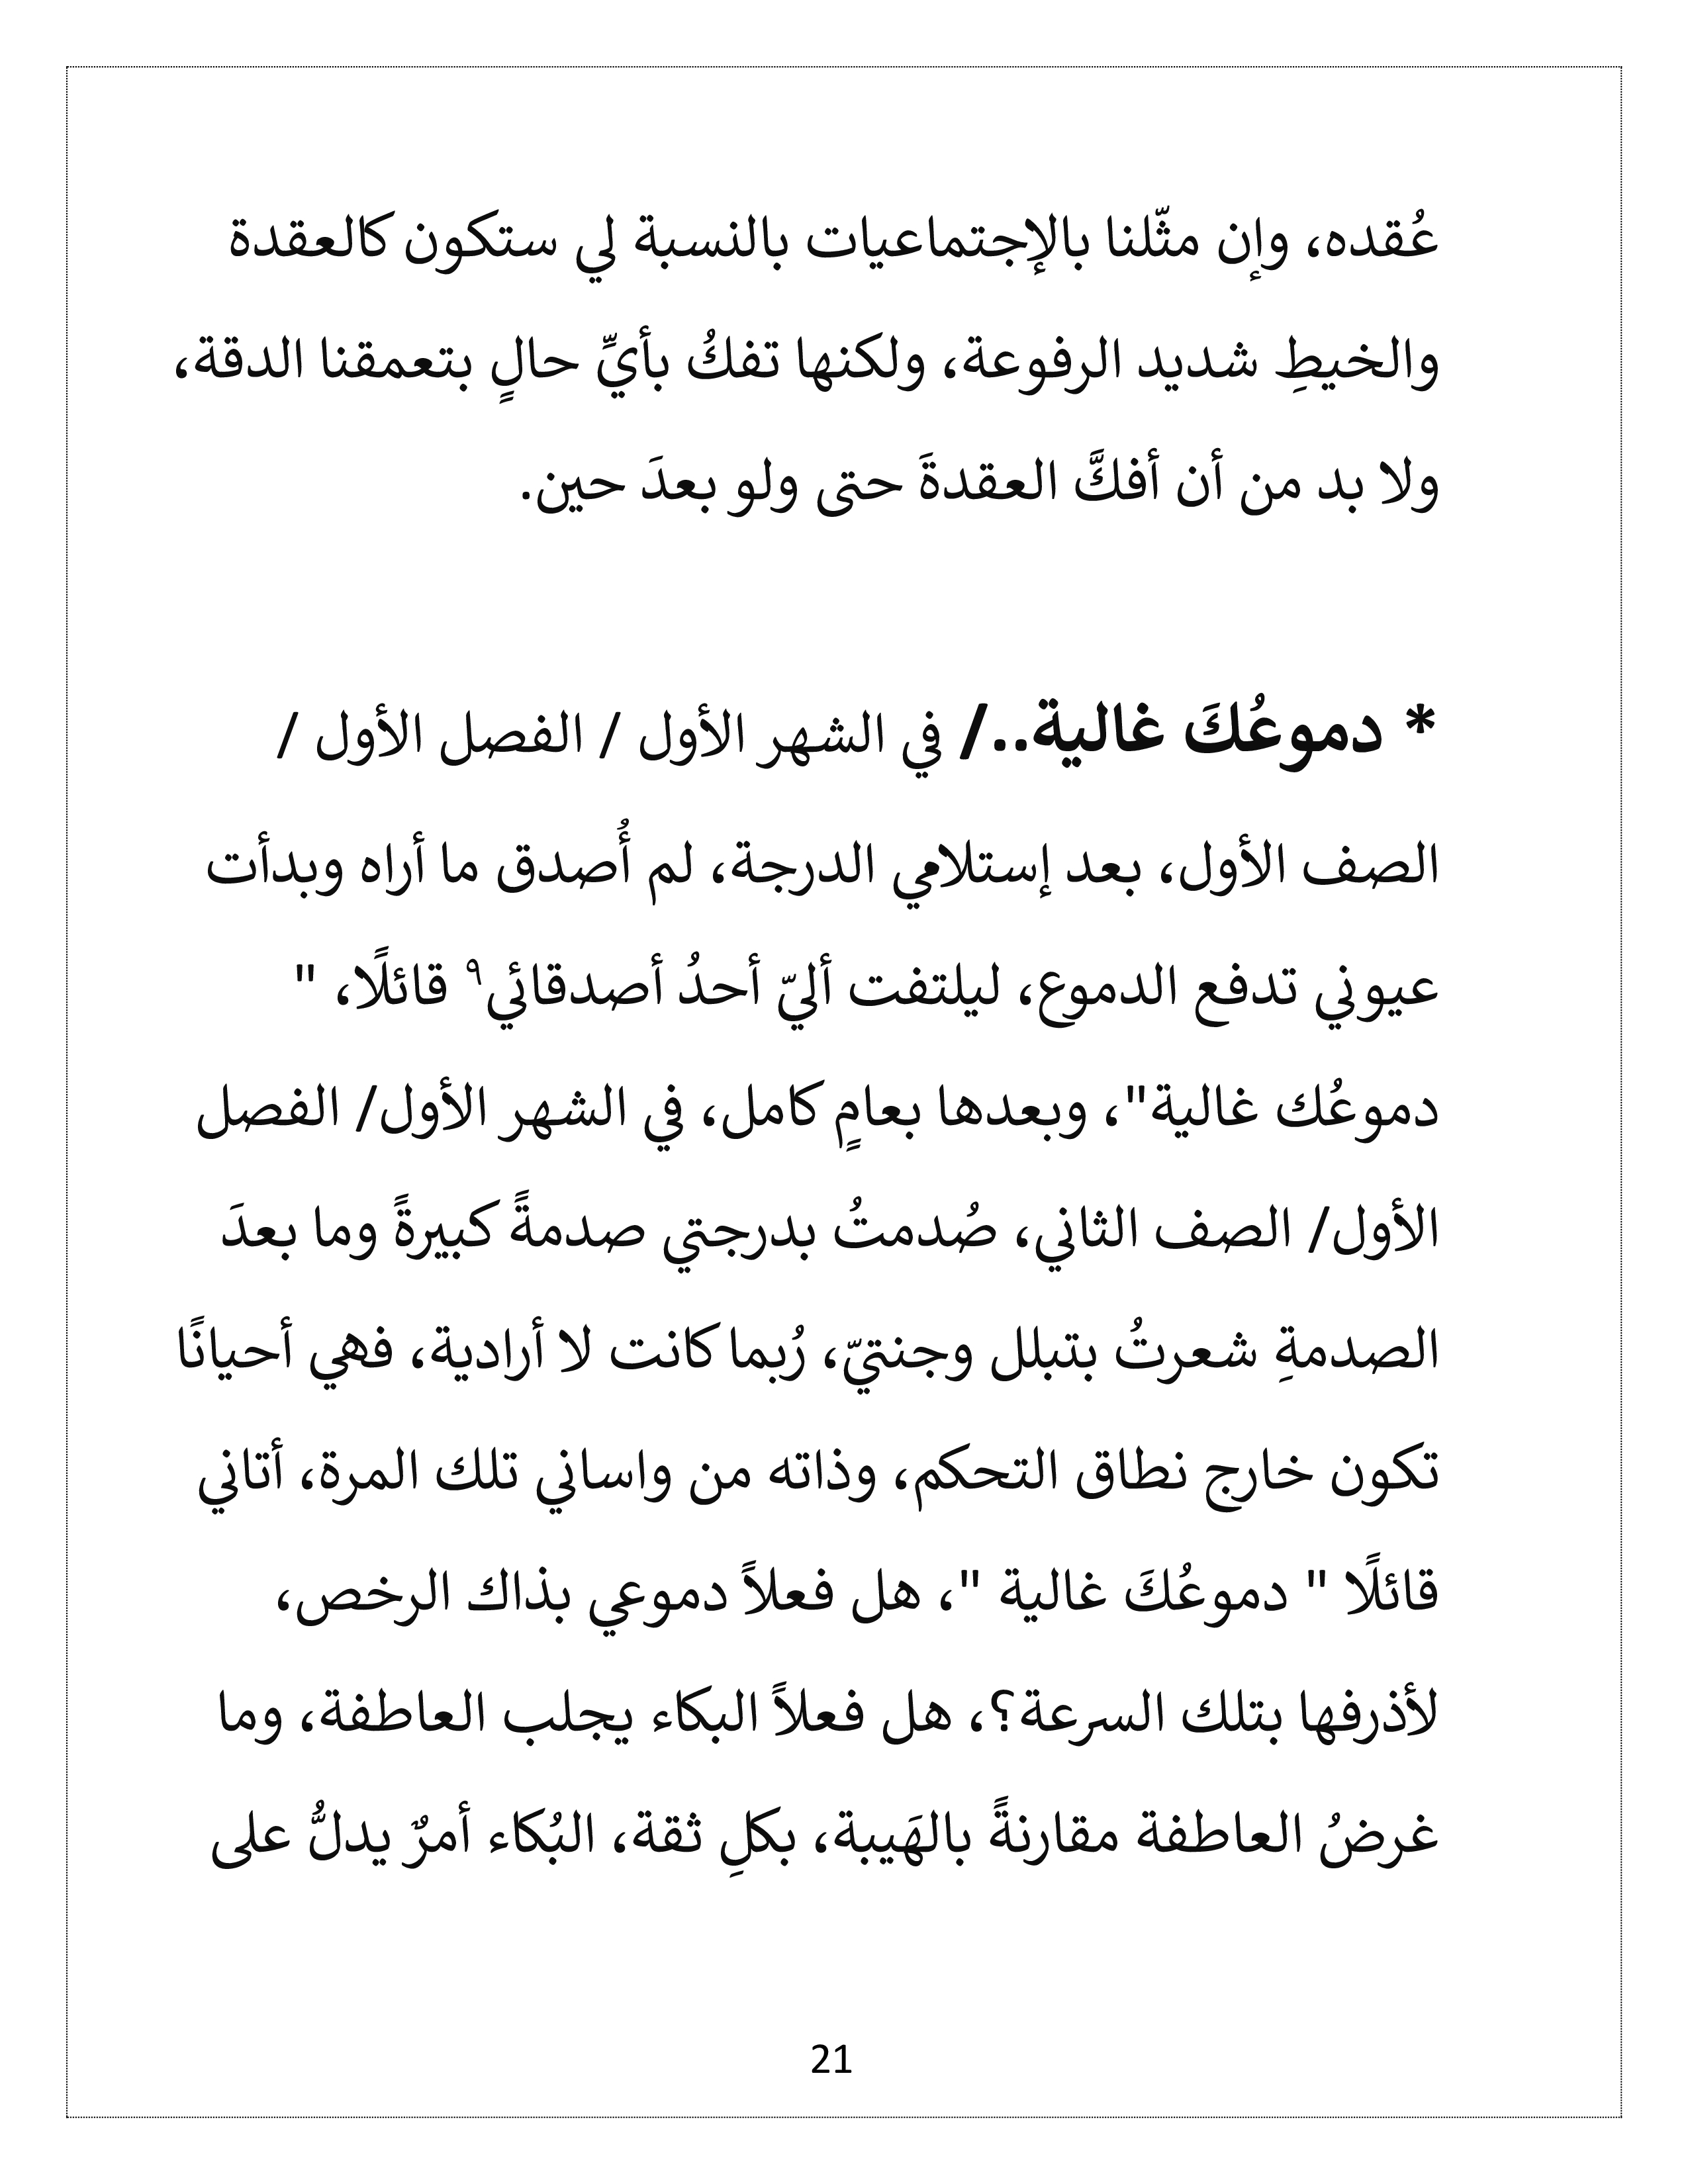 عُقده، وإن مثّلنا بالإجتماعيات بالنسبة لي ستكون كالعقدة
والخيطِ شديد الرفوعة، ولكنها تفكُ بأيِّ حالٍ بتعمقنا الدقة،
ولا بد من أن أفكَّ العقدةَ حتى ولو بعدَ حين.
* دموعُكَ غالية../ في الشهر الأول / الفصل الأول /
الصف الأول، بعد إستلامي الدرجة، لم أُصدق ما أراه وبدأت
عيوني تدفع الدموع، ليلتفت أليّ أحدُ أصدقائي٩ قائلًا، "
دموعُك غالية"، وبعدها بعامٍ كامل، في الشهر الأول/ الفصل
الأول/ الصف الثاني، صُدمتُ بدرجتي صدمةً كبيرةً وما بعدَ
الصدمةِ شعرتُ بتبلل وجنتيّ، رُبما كانت لا أرادية، فهي أحيانًا
تكون خارج نطاق التحكم، وذاته من واساني تلك المرة، أتاني
قائلًا " دموعُكَ غالية "، هل فعلاً دموعي بذاك الرخص،
لأذرفها بتلك السرعة؟، هل فعلاً البكاء يجلب العاطفة، وما
غرضُ العاطفة مقارنةً بالهَيبة، بكلِ ثقة، البُكاء أمرٌ يدلُّ على
21